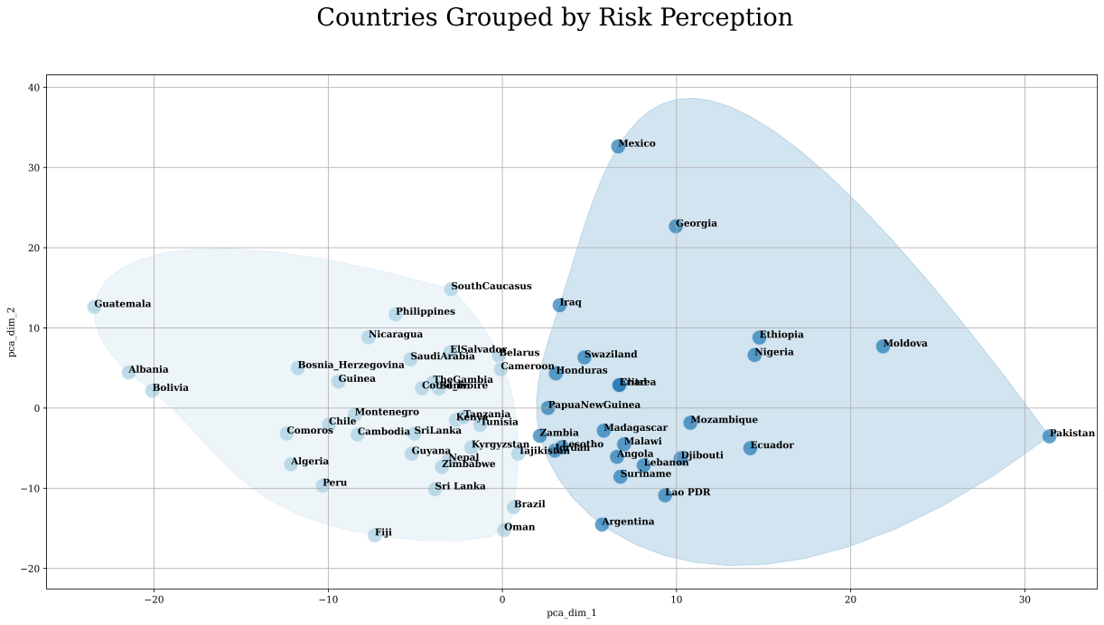 Countries Grouped by Risk Perception
40
Mexico
30
Georgia
20
SouthCaucasus
Guatemala
Iraq
Philippines
10
Nicaragua
Ethiopia
Moldova
ElSalvador
Belarus
Nigeria
SaudiArabia
Swaziland
Bosnia_Herzegovina
Cameroon
Albania
Honduras
Guinea
TheGambia
Eritrea
Bolivia
PapuaNewGuinea
0
Montenegro
Tanzania
Kenya
Chile
Tunisia
Mozambique
Comoros
Cambodia
SriLanka
Zambia
Madagascar
Pakistan
Kyrgyzstan
Lesotho
Malawi
Ecuador
Jordan
Guyana
Tajikistan
Angola
Nepal
Djibouti
Algeria
Zimbabwe
Lebanon
Suriname
Peru
Sri Lanka
−10
Lao PDR
Brazil
Argentina
Fiji
Oman
−20
−20
−10
0
10
20
30
pca_dim_1
pca_dim_2